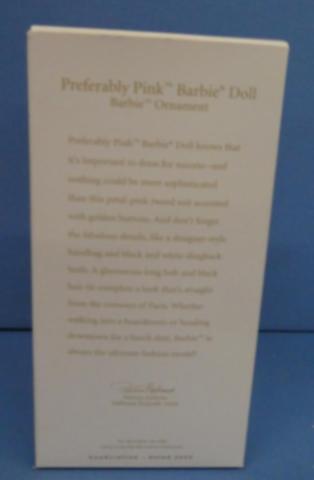 Preferably Pink™ Barbie® Doll
Barbie™ Ornament
Preferably Pink™ Barbie® Doll knows that
it's important to dress for success—and
nothing could be more sophisticated
than this petal-pink tweed suit accented
with golden buttons. And don't forget
the fabulous details, like a designer-style
handbag and black and white slingback
heels. A glamorous long bob and black
hair tie complete a look that's straight
from the runways of Paris. Whether
walking into a boardroom or heading
downtown for a lunch date, Barbie™ is
always the ultimate fashion model!